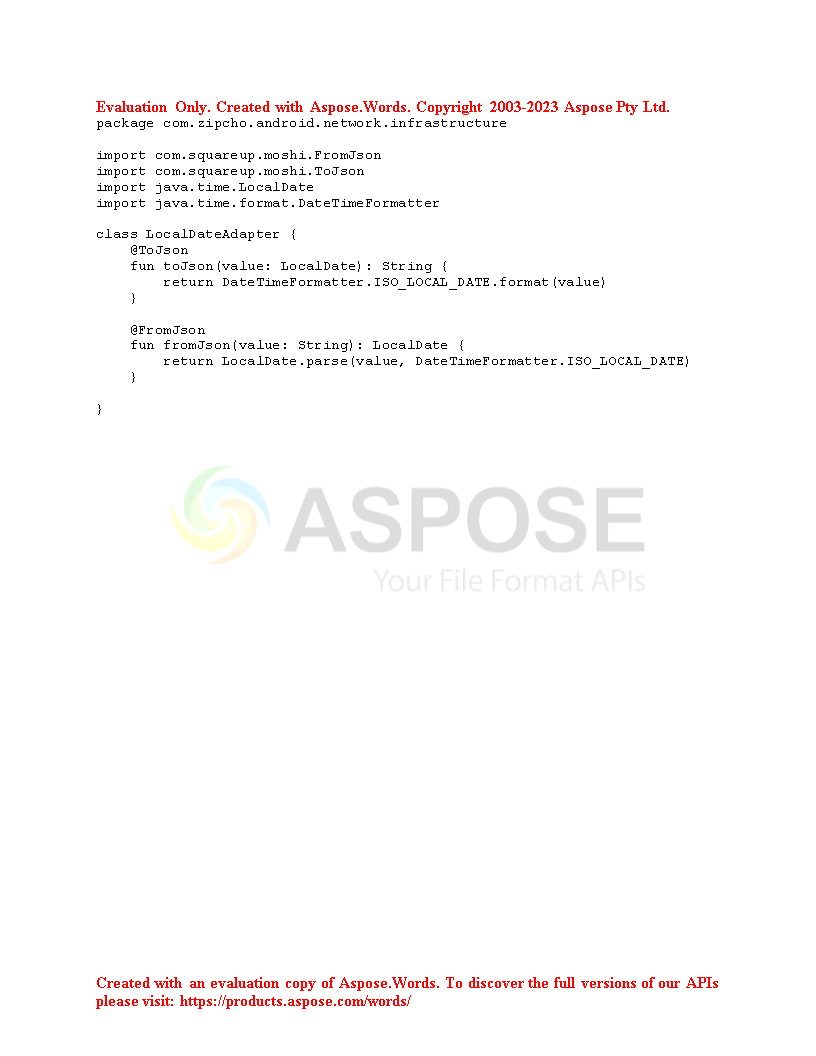 Evaluation Only. Created with Aspose.Words. Copyright 2003-2023 Aspose Pty Ltd.
package com.zipcho.android.network.infrastructure

import com.squareup.moshi.FromJson
import com.squareup.moshi.ToJson
import java.time.LocalDate
import java.time.format.DateTimeFormatter

class LocalDateAdapter {
    @ToJson
    fun toJson(value: LocalDate): String {
        return DateTimeFormatter.ISO_LOCAL_DATE.format(value)
    }

    @FromJson
    fun fromJson(value: String): LocalDate {
        return LocalDate.parse(value, DateTimeFormatter.ISO_LOCAL_DATE)
    }

}
ASPOSE
Your File Format APIs
Created with an evaluation copy of Aspose.Words. To discover the full versions of our APIs
please visit: https://products.aspose.com/words/